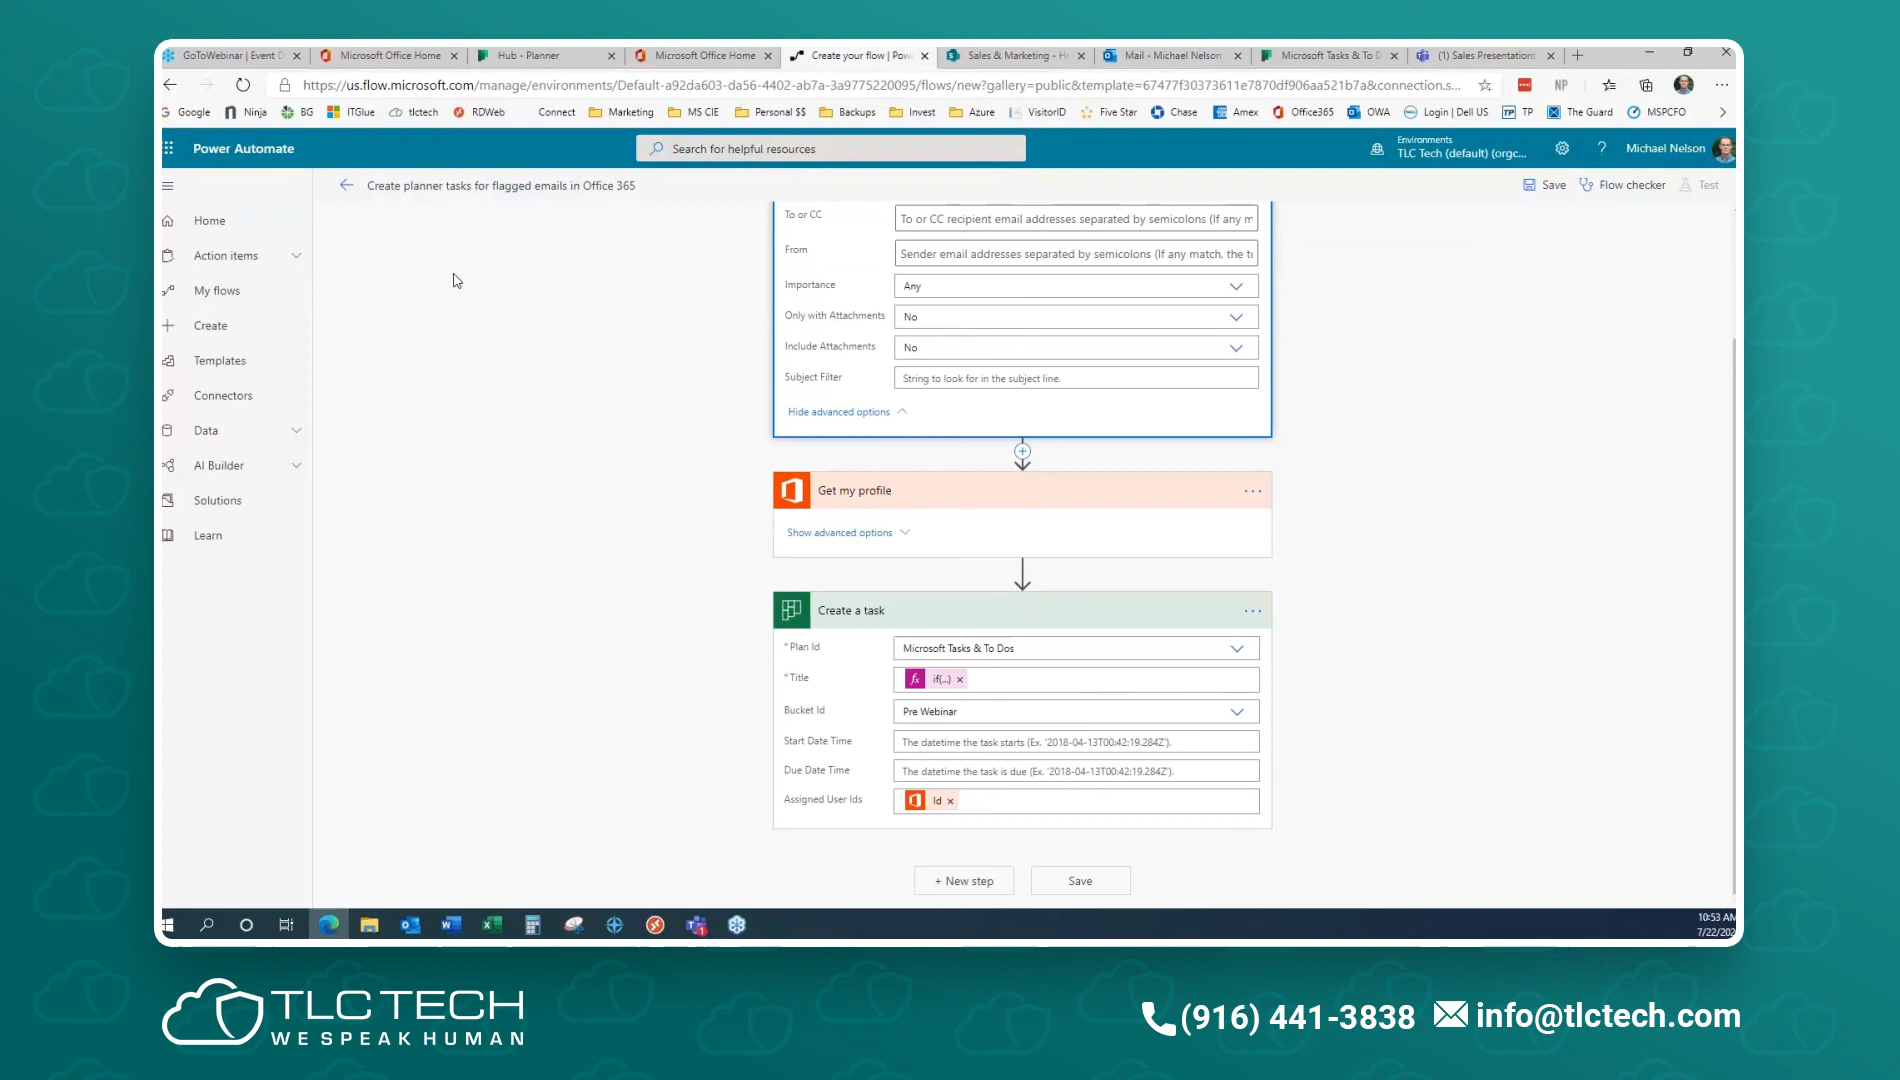 GoToWebinar | Event D
Microsoft Office Home
Hub - Planner
Microsoft Office Home
Create your flow | Pow
Sales & Marketing - H
Mail - Michael Nelson
Microsoft Tasks & To D
(1) Sales Presentations
https://us.flow.microsoft.com/manage/environments/Default-a92da603-da56-4402-ab7a-3a9775220095/flows/new?gallery=public&template=67477f30373611e7870df906aa521b7a&connection.s...
NP
Google Ninja BG ITGlue tlctech RDWeb Connect Marketing MS CIE Personal $$ Backups Invest Azure VisitorID Five Star Chase Amex Office365 OWA Login | Dell US TP The Guard MSPCFO
Power Automate
Search for helpful resources
Environments
TLC Tech (default) (orgc...
?
Michael Nelson
Create planner tasks for flagged emails in Office 365
Save
Flow checker
Test
Home
Action items
My flows
Create
Templates
Connectors
Data
AI Builder
Solutions
Learn
To or CC
To or CC recipient email addresses separated by semicolons (If any m
From
Sender email addresses separated by semicolons (If any match, the tr
Importance
Any
Only with Attachments
No
Include Attachments
No
Subject Filter
String to look for in the subject line.
Hide advanced options
Get my profile
Show advanced options
Create a task
* Plan Id
Microsoft Tasks & To Dos
* Title
fx if(...) ×
Bucket Id
Pre Webinar
Start Date Time
The datetime the task starts (Ex. '2018-04-13T00:42:19.284Z').
Due Date Time
The datetime the task is due (Ex. '2018-04-13T00:42:19.284Z').
Assigned User Ids
Id ×
+ New step
Save
10:53 AM
7/22/202
TLC TECH
WE SPEAK HUMAN
(916) 441-3838
info@tlctech.com